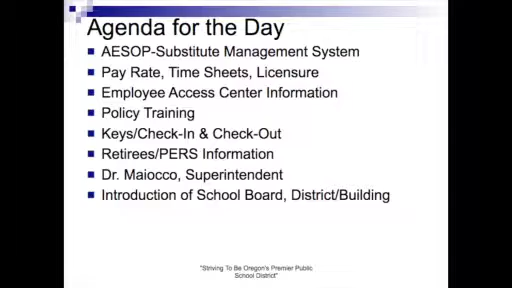 Agenda for the Day
AESOP-Substitute Management System
Pay Rate, Time Sheets, Licensure
Employee Access Center Information
Policy Training
Keys/Check-In & Check-Out
Retirees/PERS Information
Dr. Maiocco, Superintendent
Introduction of School Board, District/Building
"Striving To Be Oregon's Premier Public
School District"